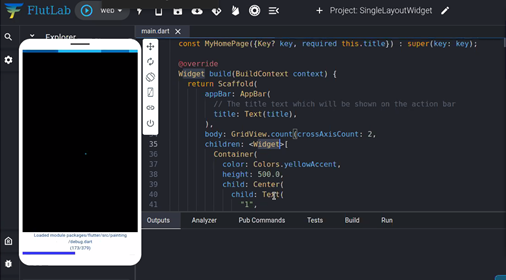 FlutLab
web
Project: SingleLayoutWidget
Explorer
main.dart
const MyHomePage({Key? key, required this.title}) : super(key: key);
@override
Widget build(BuildContext context) {
return Scaffold(
appBar: AppBar(
// The title text which will be shown on the action bar
title: Text(title),
),
body: GridView.count(crossAxisCount: 2,
35 children: <Widget>[
36 Container(
37 color: Colors.yellowAccent,
38 height: 500.0,
39 child: Center(
40 child: Text(
41 "1",
Loaded module packages/flutter/src/painting
/debug.dart
(173/379)
Outputs Analyzer Pub Commands Tests Build Run